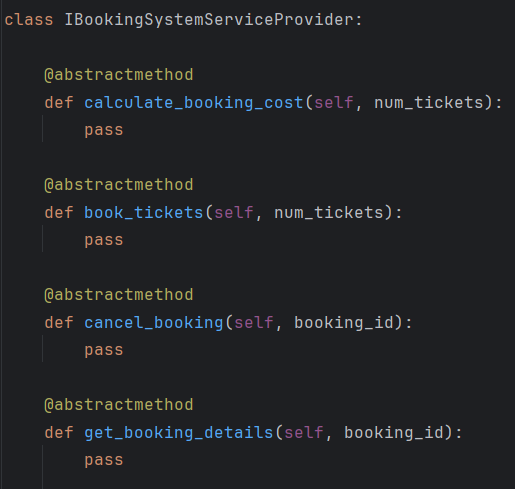 class IBookingSystemServiceProvider:
    @abstractmethod
    def calculate_booking_cost(self, num_tickets):
        pass
    @abstractmethod
    def book_tickets(self, num_tickets):
        pass
    @abstractmethod
    def cancel_booking(self, booking_id):
        pass
    @abstractmethod
    def get_booking_details(self, booking_id):
        pass